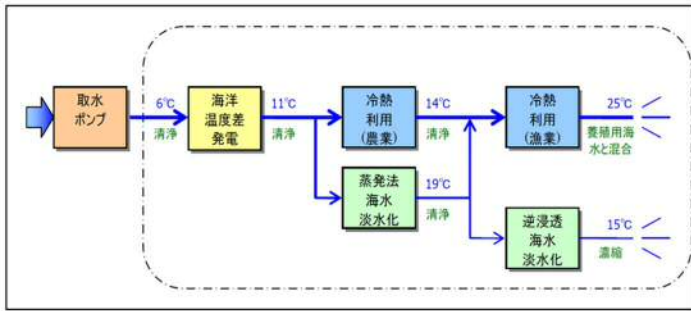 取水
ポンプ
6℃
清浄
海洋
温度差
発電
11℃
清浄
冷熱
利用
(農業)
14℃
清浄
冷熱
利用
(漁業)
25℃
養殖用海
水と混合
蒸発法
海水
淡水化
19℃
清浄
逆浸透
海水
淡水化
15℃
濃縮